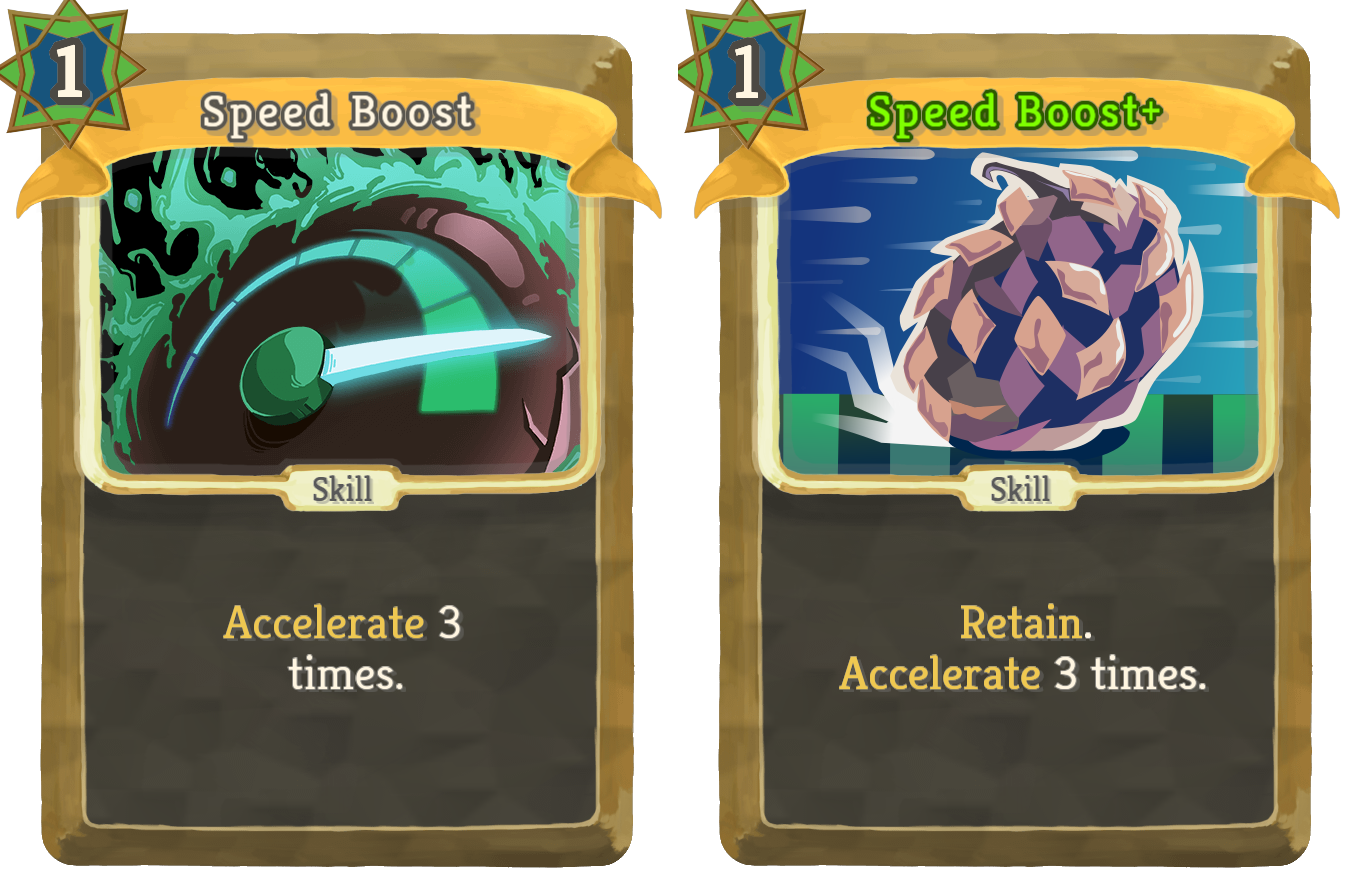 1
Speed Boost
Skill
Accelerate 3
times.
1
Speed Boost+
Skill
Retain.
Accelerate 3 times.